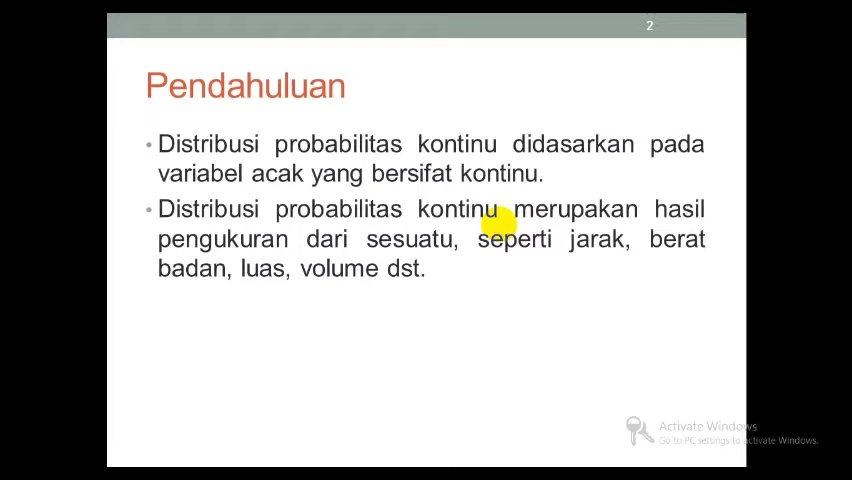 2
Pendahuluan
• Distribusi probabilitas kontinu didasarkan pada
variabel acak yang bersifat kontinu.
• Distribusi probabilitas kontinu merupakan hasil
pengukuran dari sesuatu, seperti jarak, berat
badan, luas, volume dst.
Activate Windows
Go to PC settings to activate Windows.